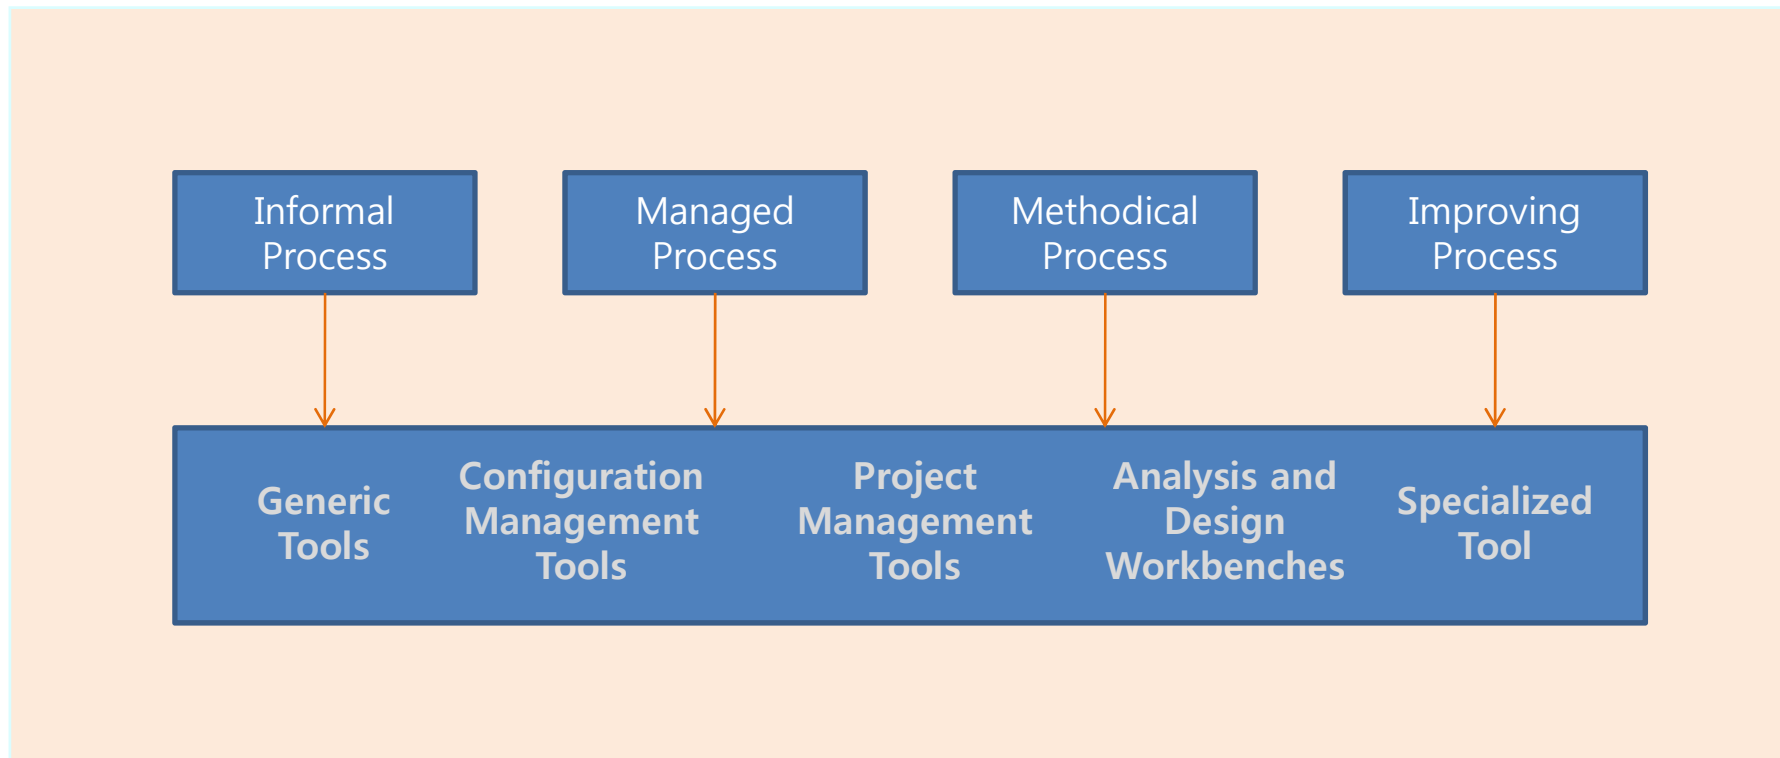 Informal
Process
Managed
Process
Methodical
Process
Improving
Process
Generic
Tools
Configuration
Management
Tools
Project
Management
Tools
Analysis and
Design
Workbenches
Specialized
Tool